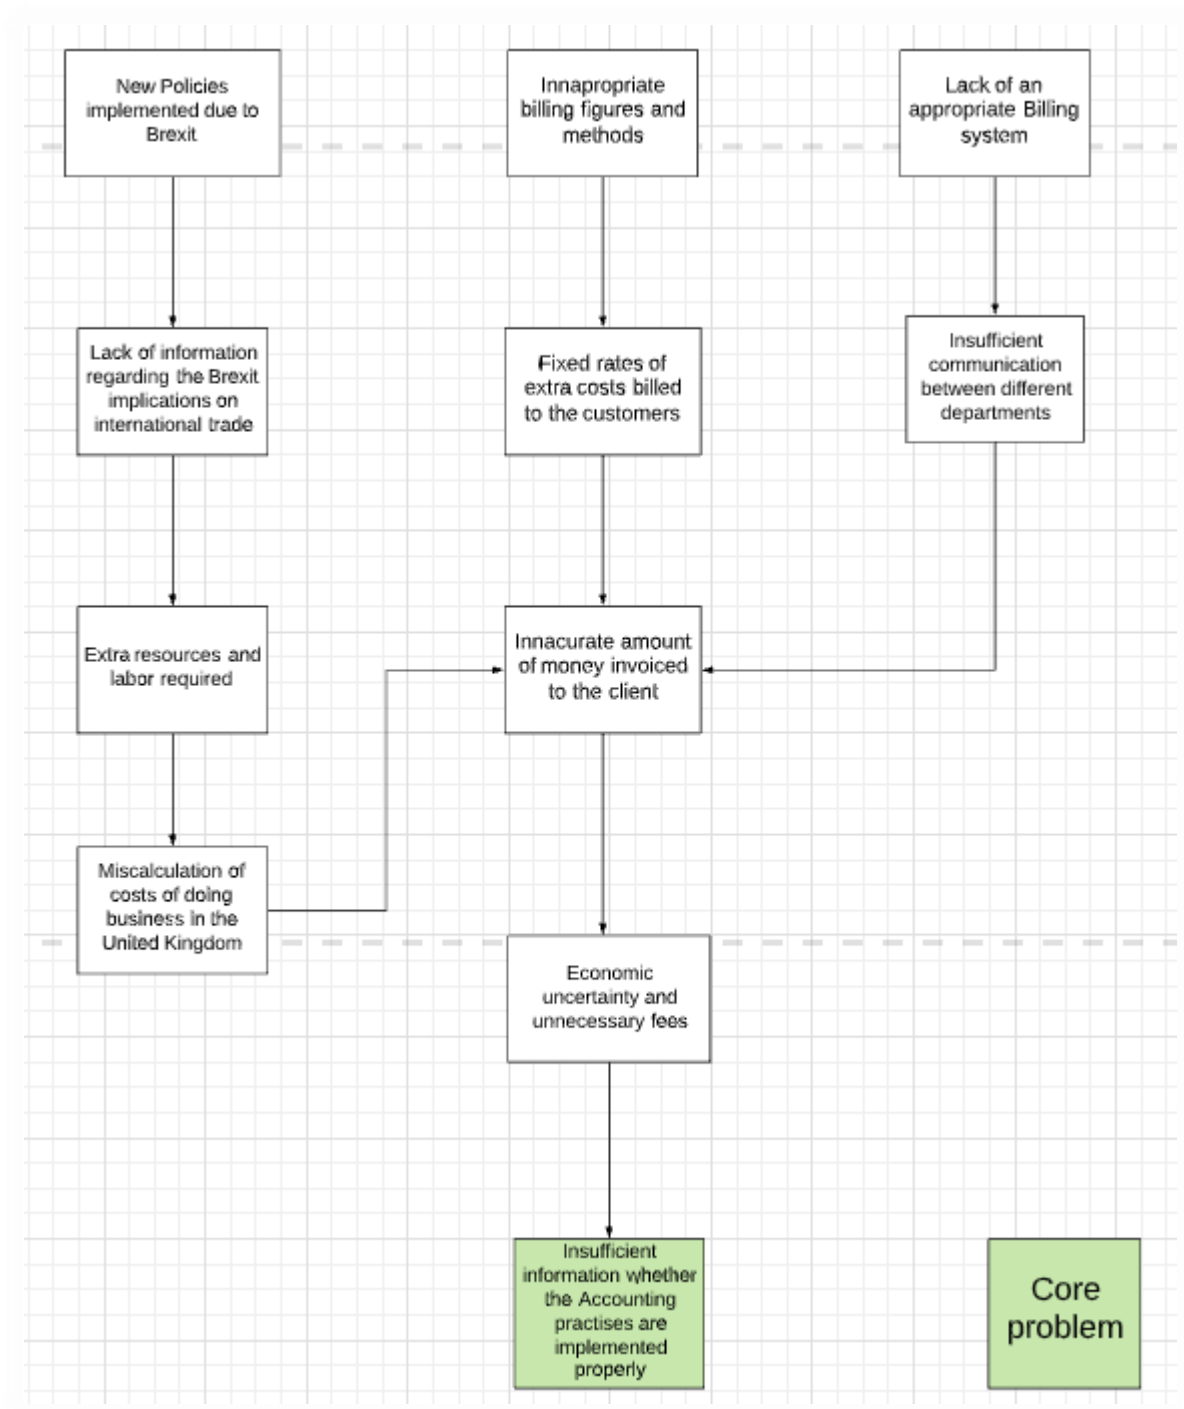 New Policies
implemented due to
Brexit
Innapropriate
billing figures and
methods
Lack of an
appropriate Billing
system
Lack of information
regarding the Brexit
implications on
international trade
Fixed rates of
extra costs billed
to the customers
Insufficient
communication
between different
departments
Extra resources and
labor required
Innacurate amount
of money invoiced
to the client
Miscalculation of
costs of doing
business in the
United Kingdom
Economic
uncertainty and
unnecessary fees
Insufficient
information whether
the Accounting
practises are
implemented
properly
Core
problem